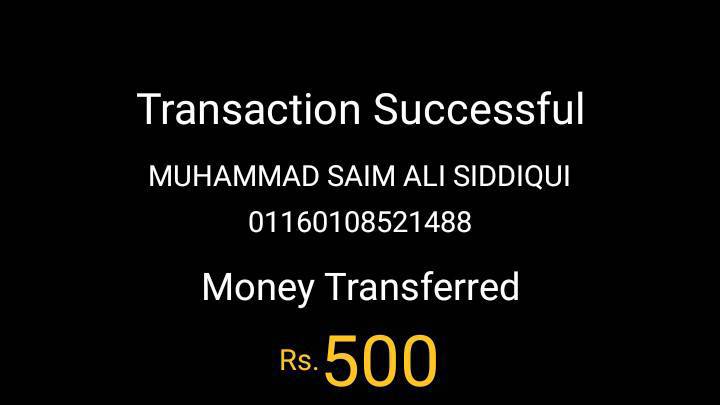 Transaction Successful
MUHAMMAD SAIM ALI SIDDIQUI
01160108521488
Money Transferred
Rs.500